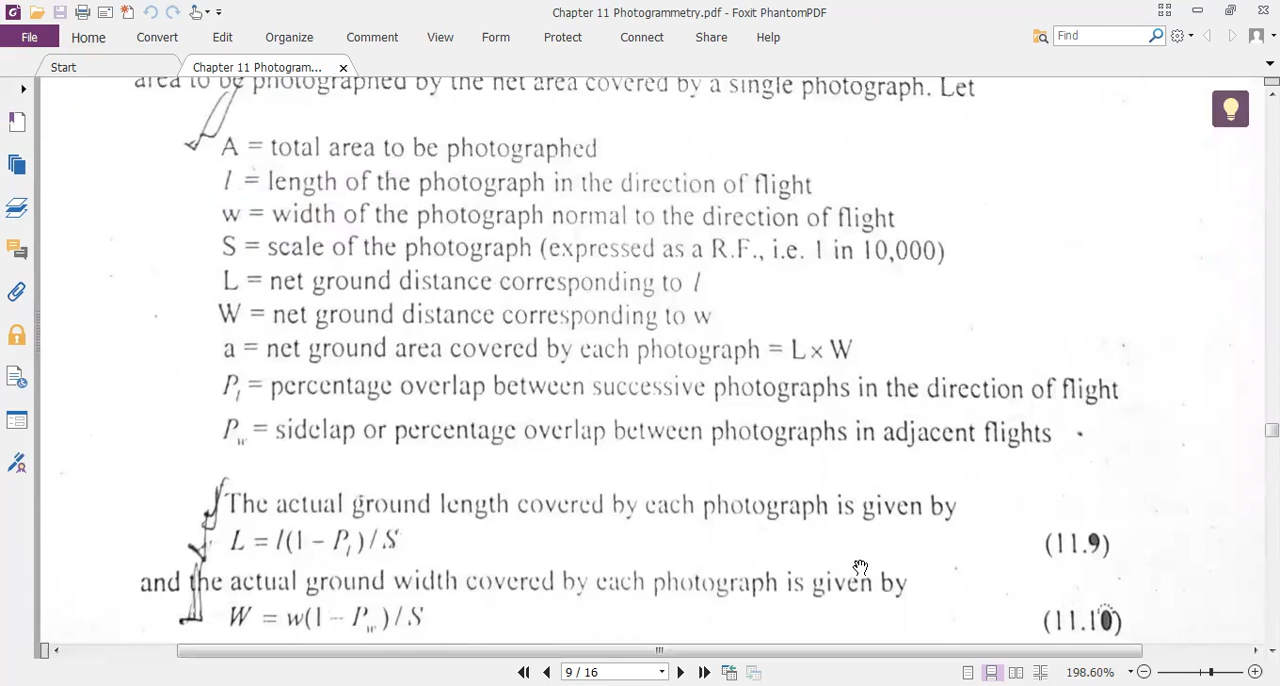 Chapter 11 Photogrammetry.pdf - Foxit PhantomPDF
File Home Convert Edit Organize Comment View Form Protect Connect Share Help Find
Start Chapter 11 Photogram...
area to be photographed by the net area covered by a single photograph. Let
A = total area to be photographed
l = length of the photograph in the direction of flight
w = width of the photograph normal to the direction of flight
S = scale of the photograph (expressed as a R.F., i.e. 1 in 10,000)
L = net ground distance corresponding to l
W = net ground distance corresponding to w
a = net ground area covered by each photograph = L× W
P_l = percentage overlap between successive photographs in the direction of flight
P_w = sidelap or percentage overlap between photographs in adjacent flights
The actual ground length covered by each photograph is given by
L = l(1 − P_l)/S (11.9)
and the actual ground width covered by each photograph is given by
W = w(1 − P_w)/S (11.10)
9 / 16 198.60%